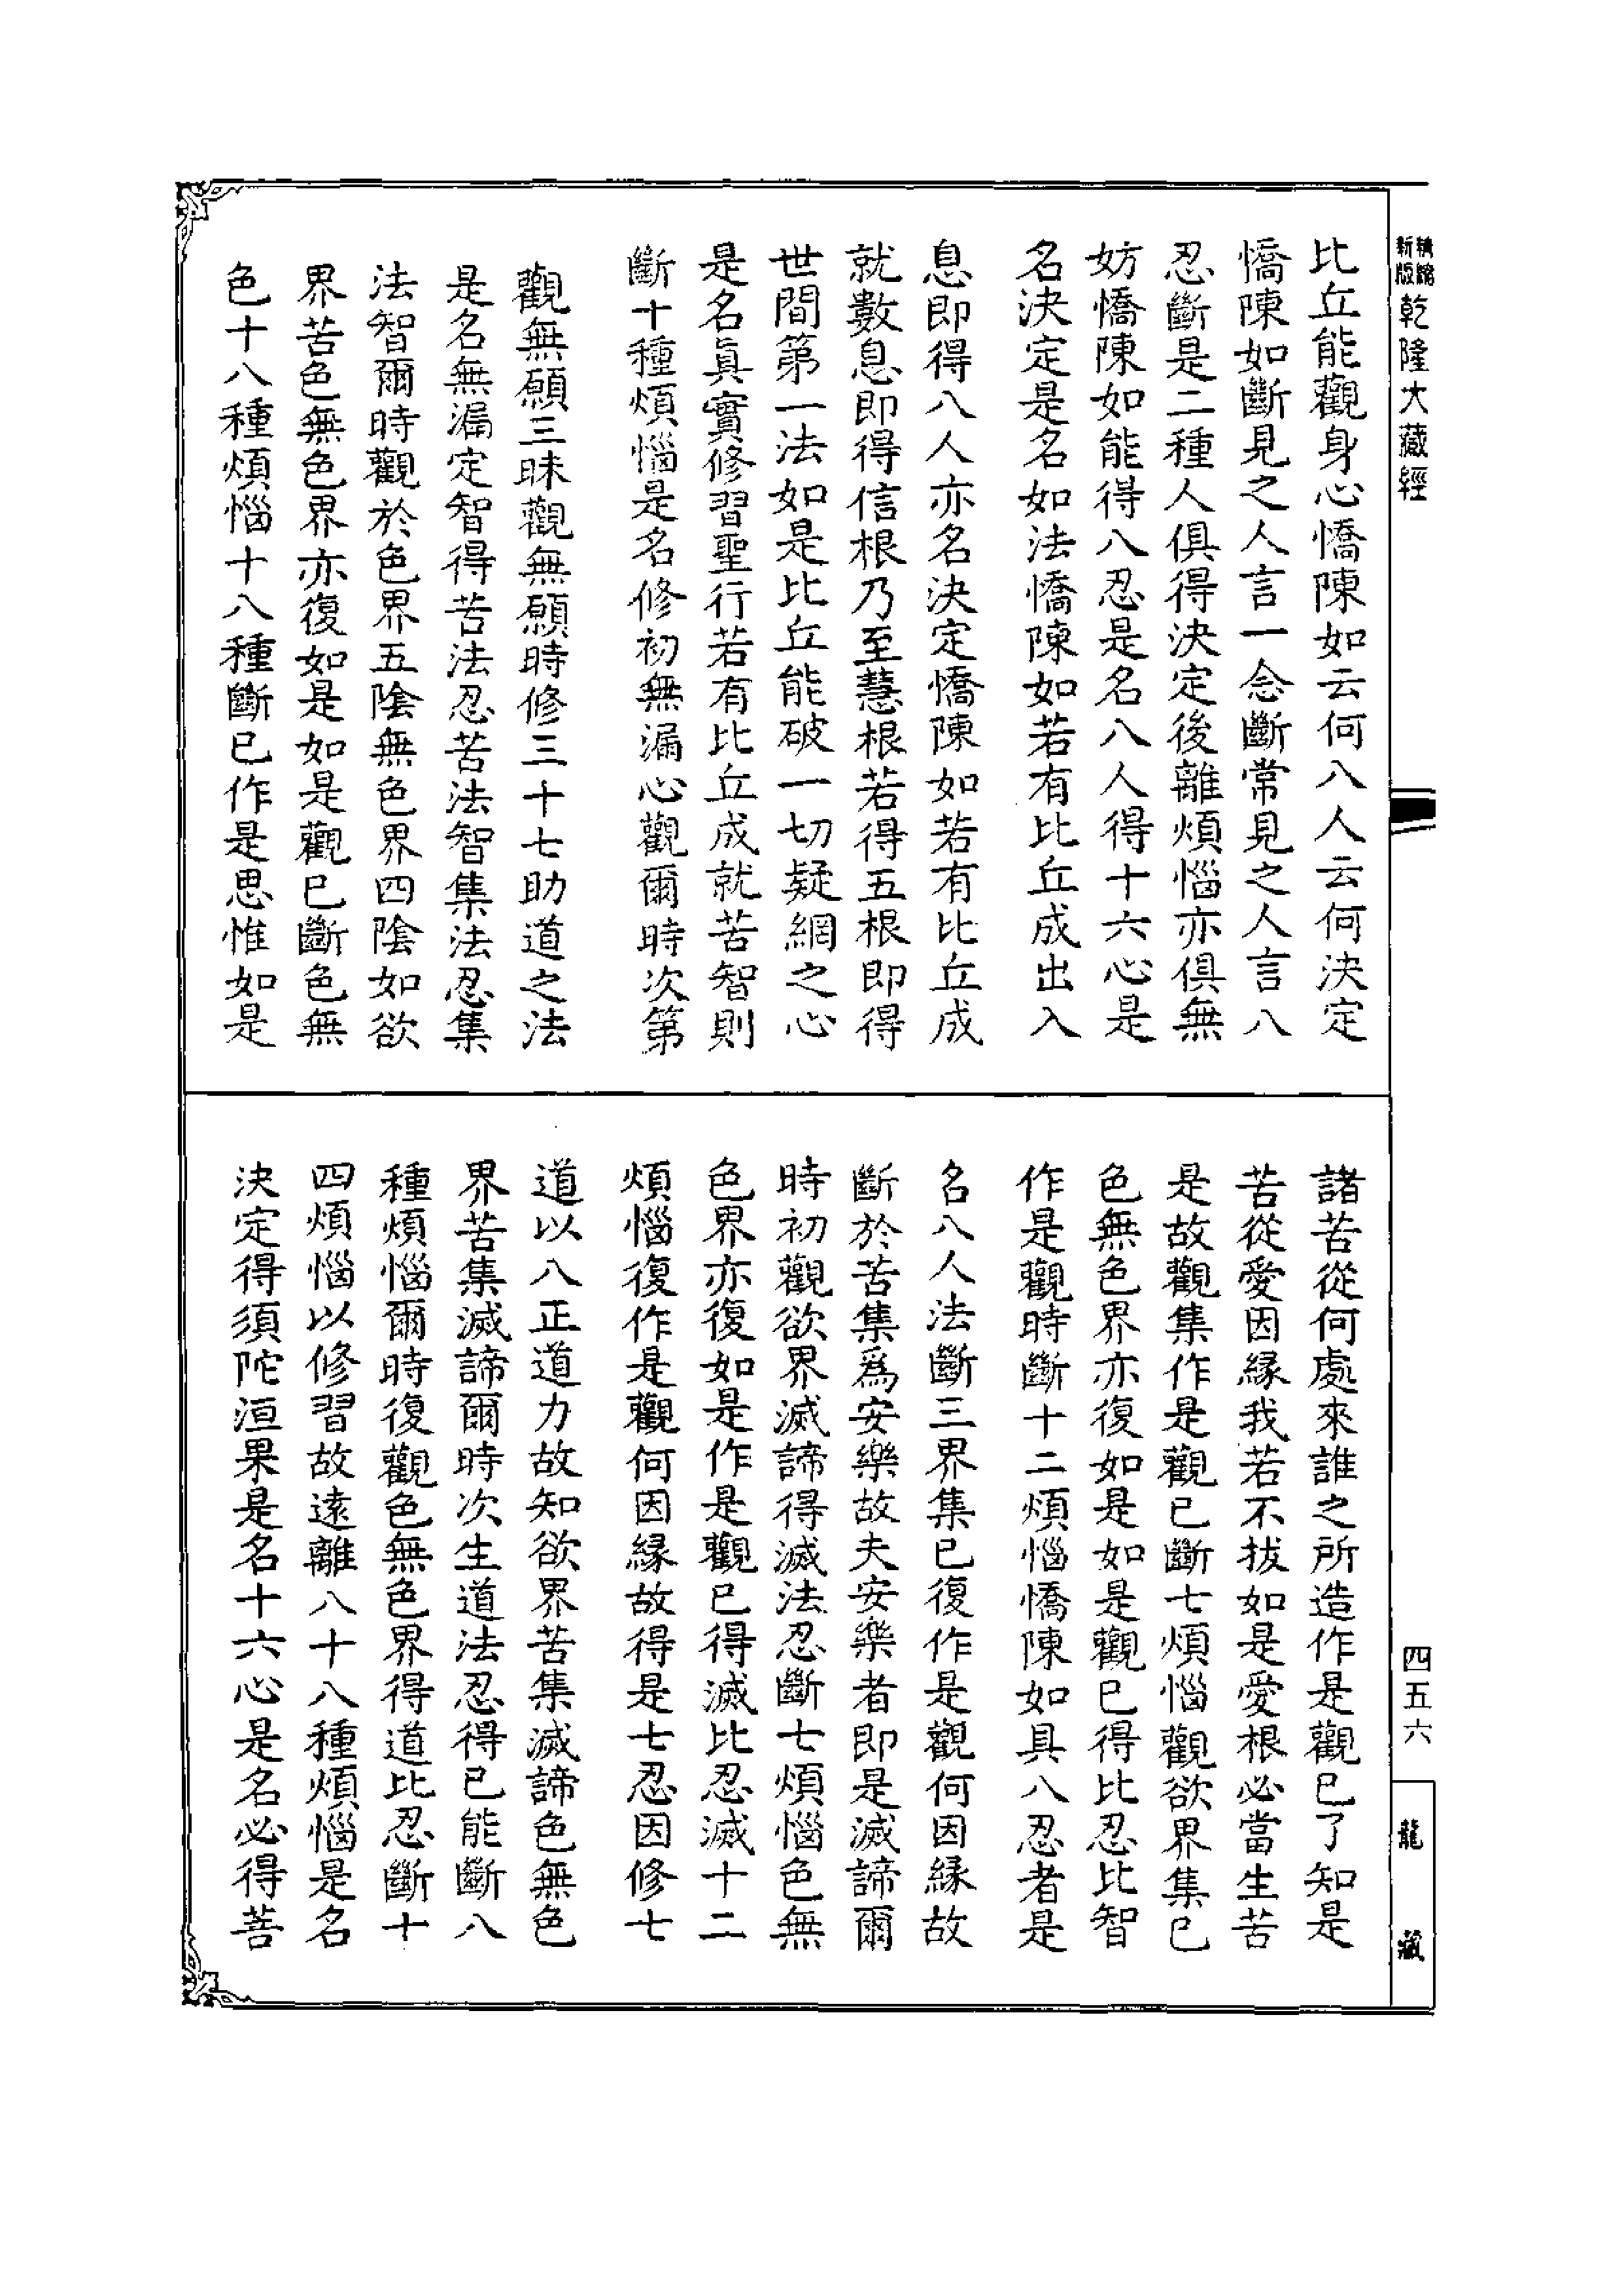 精縮
新版
乾隆大藏經
比丘能觀身心憍陳如云何八人云何決定
憍陳如斷見之人言一念斷常見之人言八
忍斷是二種人俱得決定後離煩惱亦俱無
妨憍陳如能得八忍是名八人得十六心是
名決定是名如法憍陳如若有比丘成出入
息即得八人亦名決定憍陳如若有比丘成
就數息即得信根乃至慧根若得五根即得
世間第一法如是比丘能破一切疑網之心
是名眞實修習聖行若有比丘成就苦智則
斷十種煩惱是名修初無漏心觀爾時次第
觀無願三昧觀無願時修三十七助道之法
是名無漏定智得苦法忍苦法智集法忍集
法智爾時觀於色界五陰無色界四陰如欲
界苦色無色界亦復如是如是觀已斷色無
色十八種煩惱十八種斷已作是思惟如是
諸苦從何處來誰之所造作是觀已了知是
苦從愛因緣我若不拔如是愛根必當生苦
是故觀集作是觀已斷七煩惱觀欲界集已
色無色界亦復如是如是觀已得比忍比智
作是觀時斷十二煩惱憍陳如具八忍者是
名八人法斷三界集已復作是觀何因緣故
斷於苦集爲安樂故夫安樂者即是滅諦爾
時初觀欲界滅諦得滅法忍斷七煩惱色無
色界亦復如是作是觀已得滅比忍滅十二
煩惱復作是觀何因緣故得是七忍因修七
道以八正道力故知欲界苦集滅諦色無色
界苦集滅諦爾時次生道法忍得已能斷八
種煩惱爾時復觀色無色界得道比忍斷十
四煩惱以修習故遠離八十八種煩惱是名
決定得須陀洹果是名十六心是名必得菩
四五六
龍藏